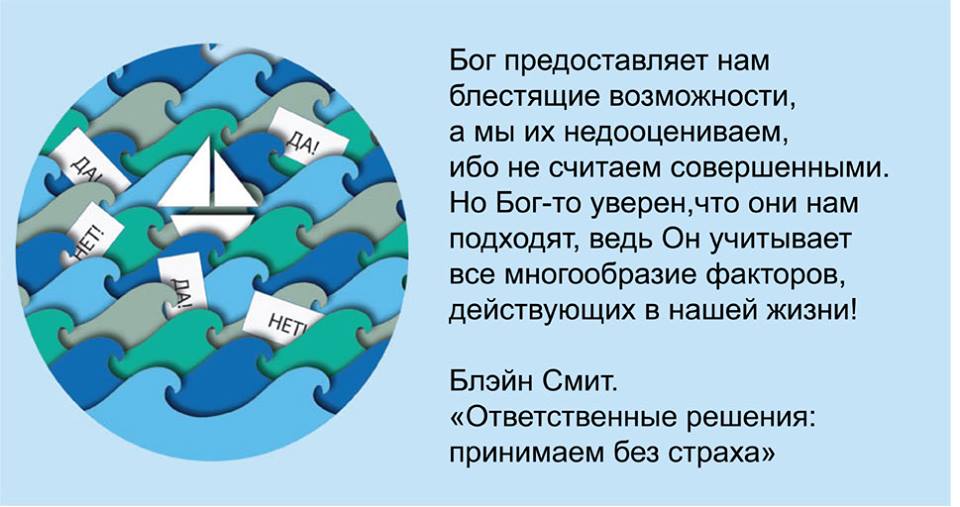 ДА!
ДА!
НЕТ!
ДА!
НЕТ!
Бог предоставляет нам
блестящие возможности,
а мы их недооцениваем,
ибо не считаем совершенными.
Но Бог-то уверен,что они нам
подходят, ведь Он учитывает
все многообразие факторов,
действующих в нашей жизни!
Блэйн Смит.
«Ответственные решения:
принимаем без страха»